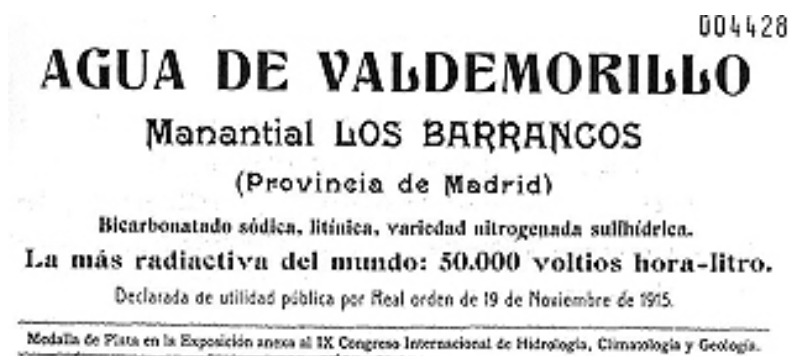 004428
AGUA DE VALDEMORILLO
Manantial LOS BARRANCOS
(Provincia de Madrid)
Bicarbonatado sódica, litínica, variedad nitrogenada sulfhídrica.
La más radiactiva del mundo: 50.000 voltios hora-litro.
Declarada de utilidad pública por Real orden de 19 de Noviembre de 1915.
Medalla de Plata en la Exposición anexa al IX Congreso Internacional de Hidrología, Climatología y Geología.